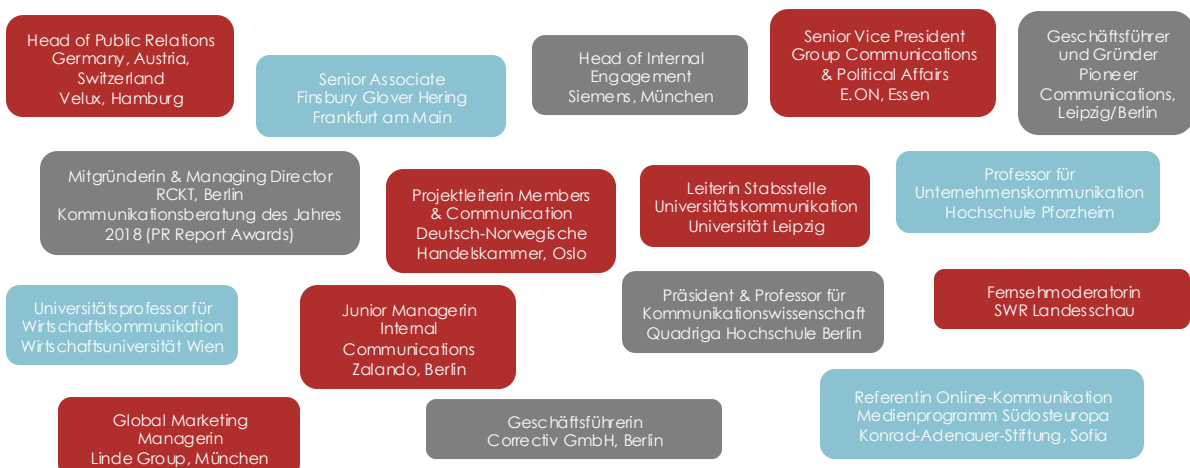 Head of Public Relations
Germany, Austria,
Switzerland
Velux, Hamburg
Senior Associate
Finsbury Glover Hering
Frankfurt am Main
Head of Internal
Engagement
Siemens, München
Senior Vice President
Group Communications
& Political Affairs
E.ON, Essen
Geschäftsführer
und Gründer
Pioneer
Communications,
Leipzig/Berlin
Mitgründerin & Managing Director
RCKT, Berlin
Kommunikationsberatung des Jahres
2018 (PR Report Awards)
Projektleiterin Members
& Communication
Deutsch-Norwegische
Handelskammer, Oslo
Leiterin Stabsstelle
Universitätskommunikation
Universität Leipzig
Professor für
Unternehmenskommunikation
Hochschule Pforzheim
Universitätsprofessor für
Wirtschaftskommunikation
Wirtschaftsuniversität Wien
Junior Managerin
Internal
Communications
Zalando, Berlin
Präsident & Professor für
Kommunikationswissenschaft
Quadriga Hochschule Berlin
Fernsehmoderatorin
SWR Landesschau
Global Marketing
Managerin
Linde Group, München
Geschäftsführerin
Correctiv GmbH, Berlin
Referentin Online-Kommunikation
Medienprogramm Südosteuropa
Konrad-Adenauer-Stiftung, Sofia